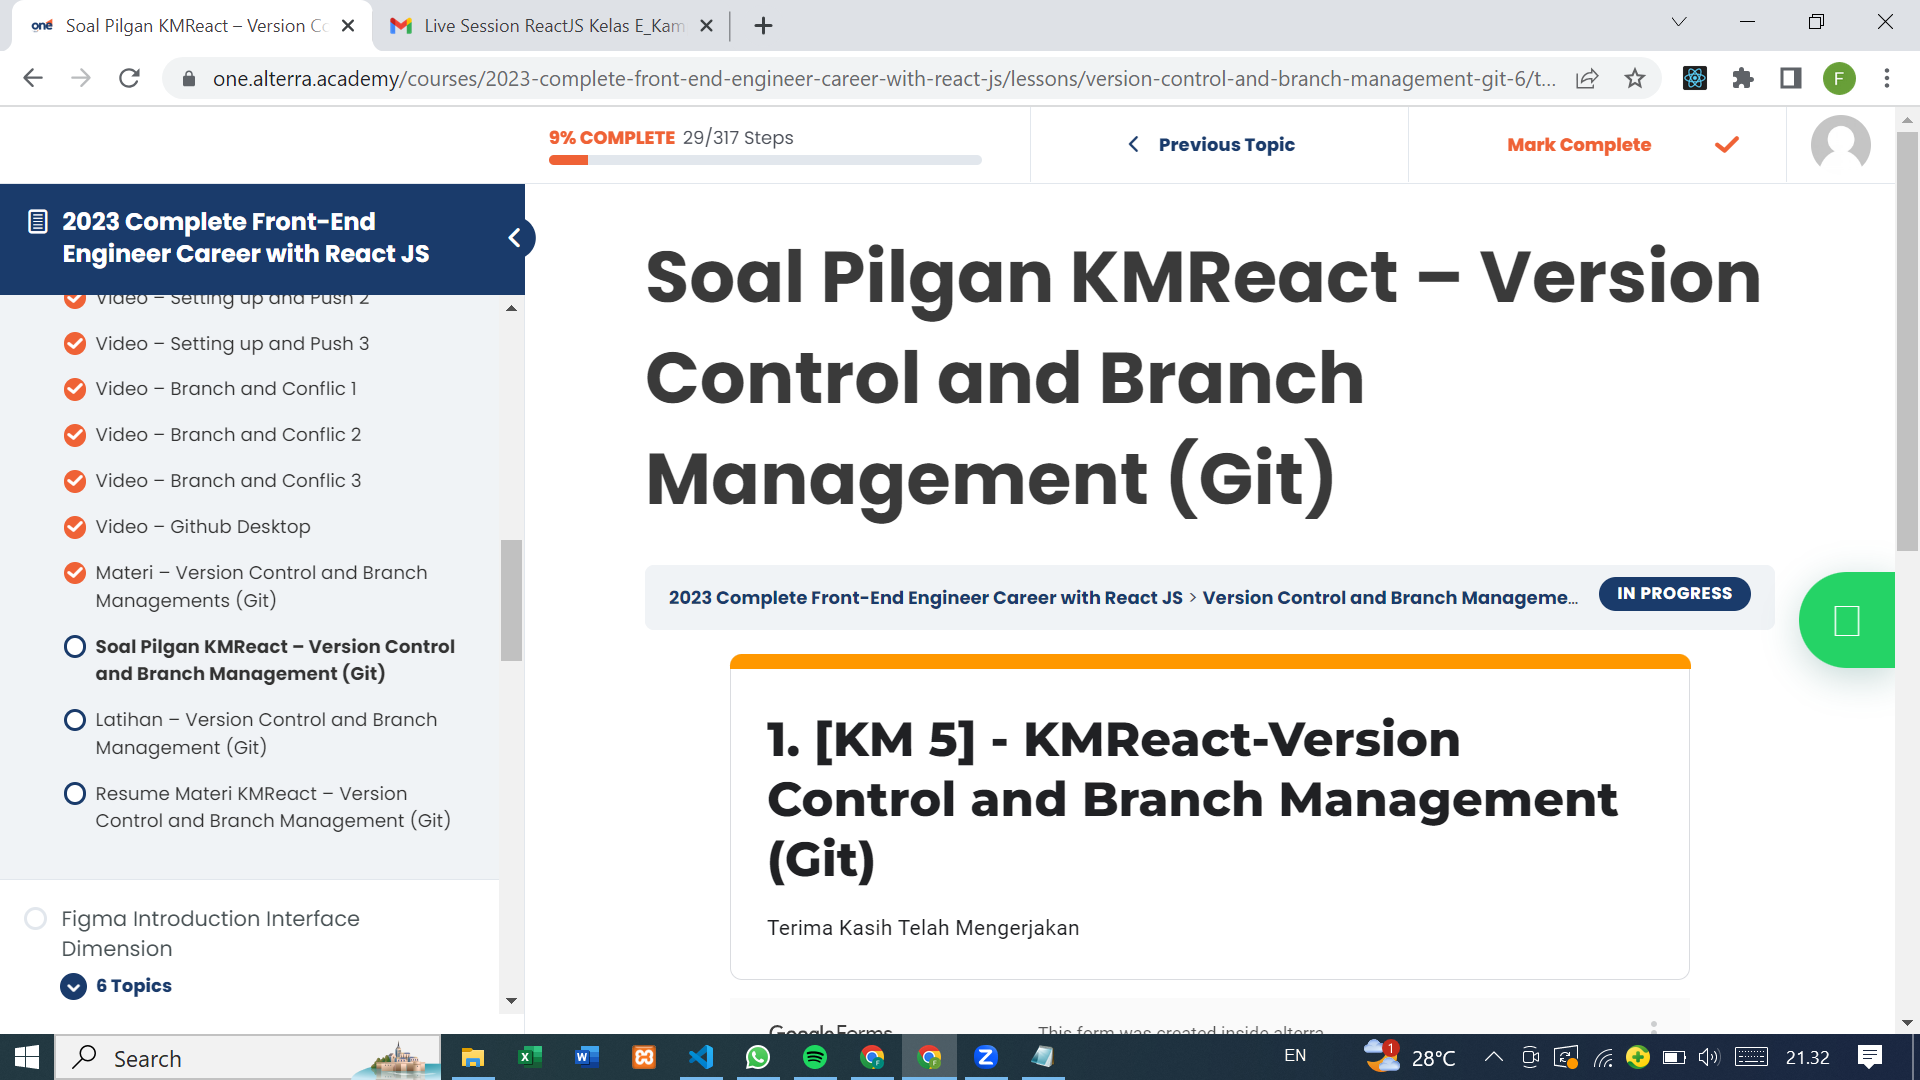 one Soal Pilgan KMReact – Version Co
Live Session ReactJS Kelas E_Kam
one.alterra.academy/courses/2023-complete-front-end-engineer-career-with-react-js/lessons/version-control-and-branch-management-git-6/t...
F
9% COMPLETE 29/317 Steps
Previous Topic
Mark Complete
2023 Complete Front-End
Engineer Career with React JS
Video – Setting up and Push 2
Video – Setting up and Push 3
Video – Branch and Conflic 1
Video – Branch and Conflic 2
Video – Branch and Conflic 3
Video – Github Desktop
Materi – Version Control and Branch
Managements (Git)
Soal Pilgan KMReact – Version Control
and Branch Management (Git)
Latihan – Version Control and Branch
Management (Git)
Resume Materi KMReact – Version
Control and Branch Management (Git)
Figma Introduction Interface
Dimension
6 Topics
Soal Pilgan KMReact – Version
Control and Branch
Management (Git)
2023 Complete Front-End Engineer Career with React JS > Version Control and Branch Manageme...
IN PROGRESS
1. [KM 5] - KMReact-Version
Control and Branch Management
(Git)
Terima Kasih Telah Mengerjakan
Google Forms
This form was created inside alterra
Search
EN
1
28°C
21.32